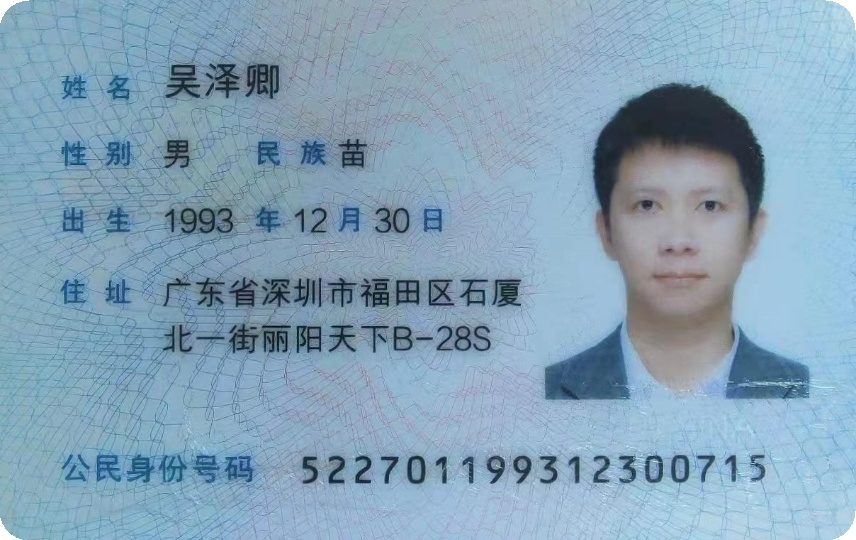 姓名 吴泽卿
性别 男 民族 苗
出生 1993 年 12 月 30 日
住址 广东省深圳市福田区石厦
北一街丽阳天下B-28S
公民身份号码 522701199312300715